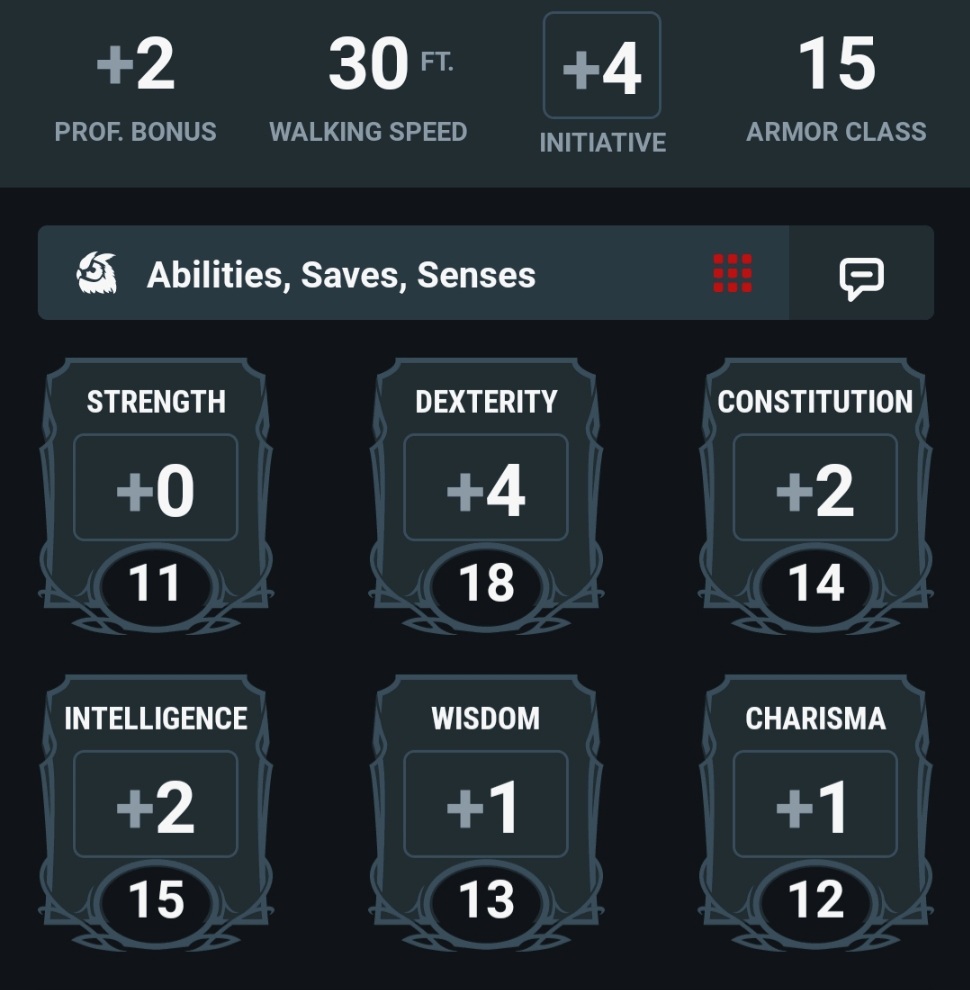 +2 30 FT. +4 15
PROF. BONUS WALKING SPEED INITIATIVE ARMOR CLASS
Abilities, Saves, Senses
STRENGTH DEXTERITY CONSTITUTION
+0 +4 +2
11 18 14
INTELLIGENCE WISDOM CHARISMA
+2 +1 +1
15 13 12